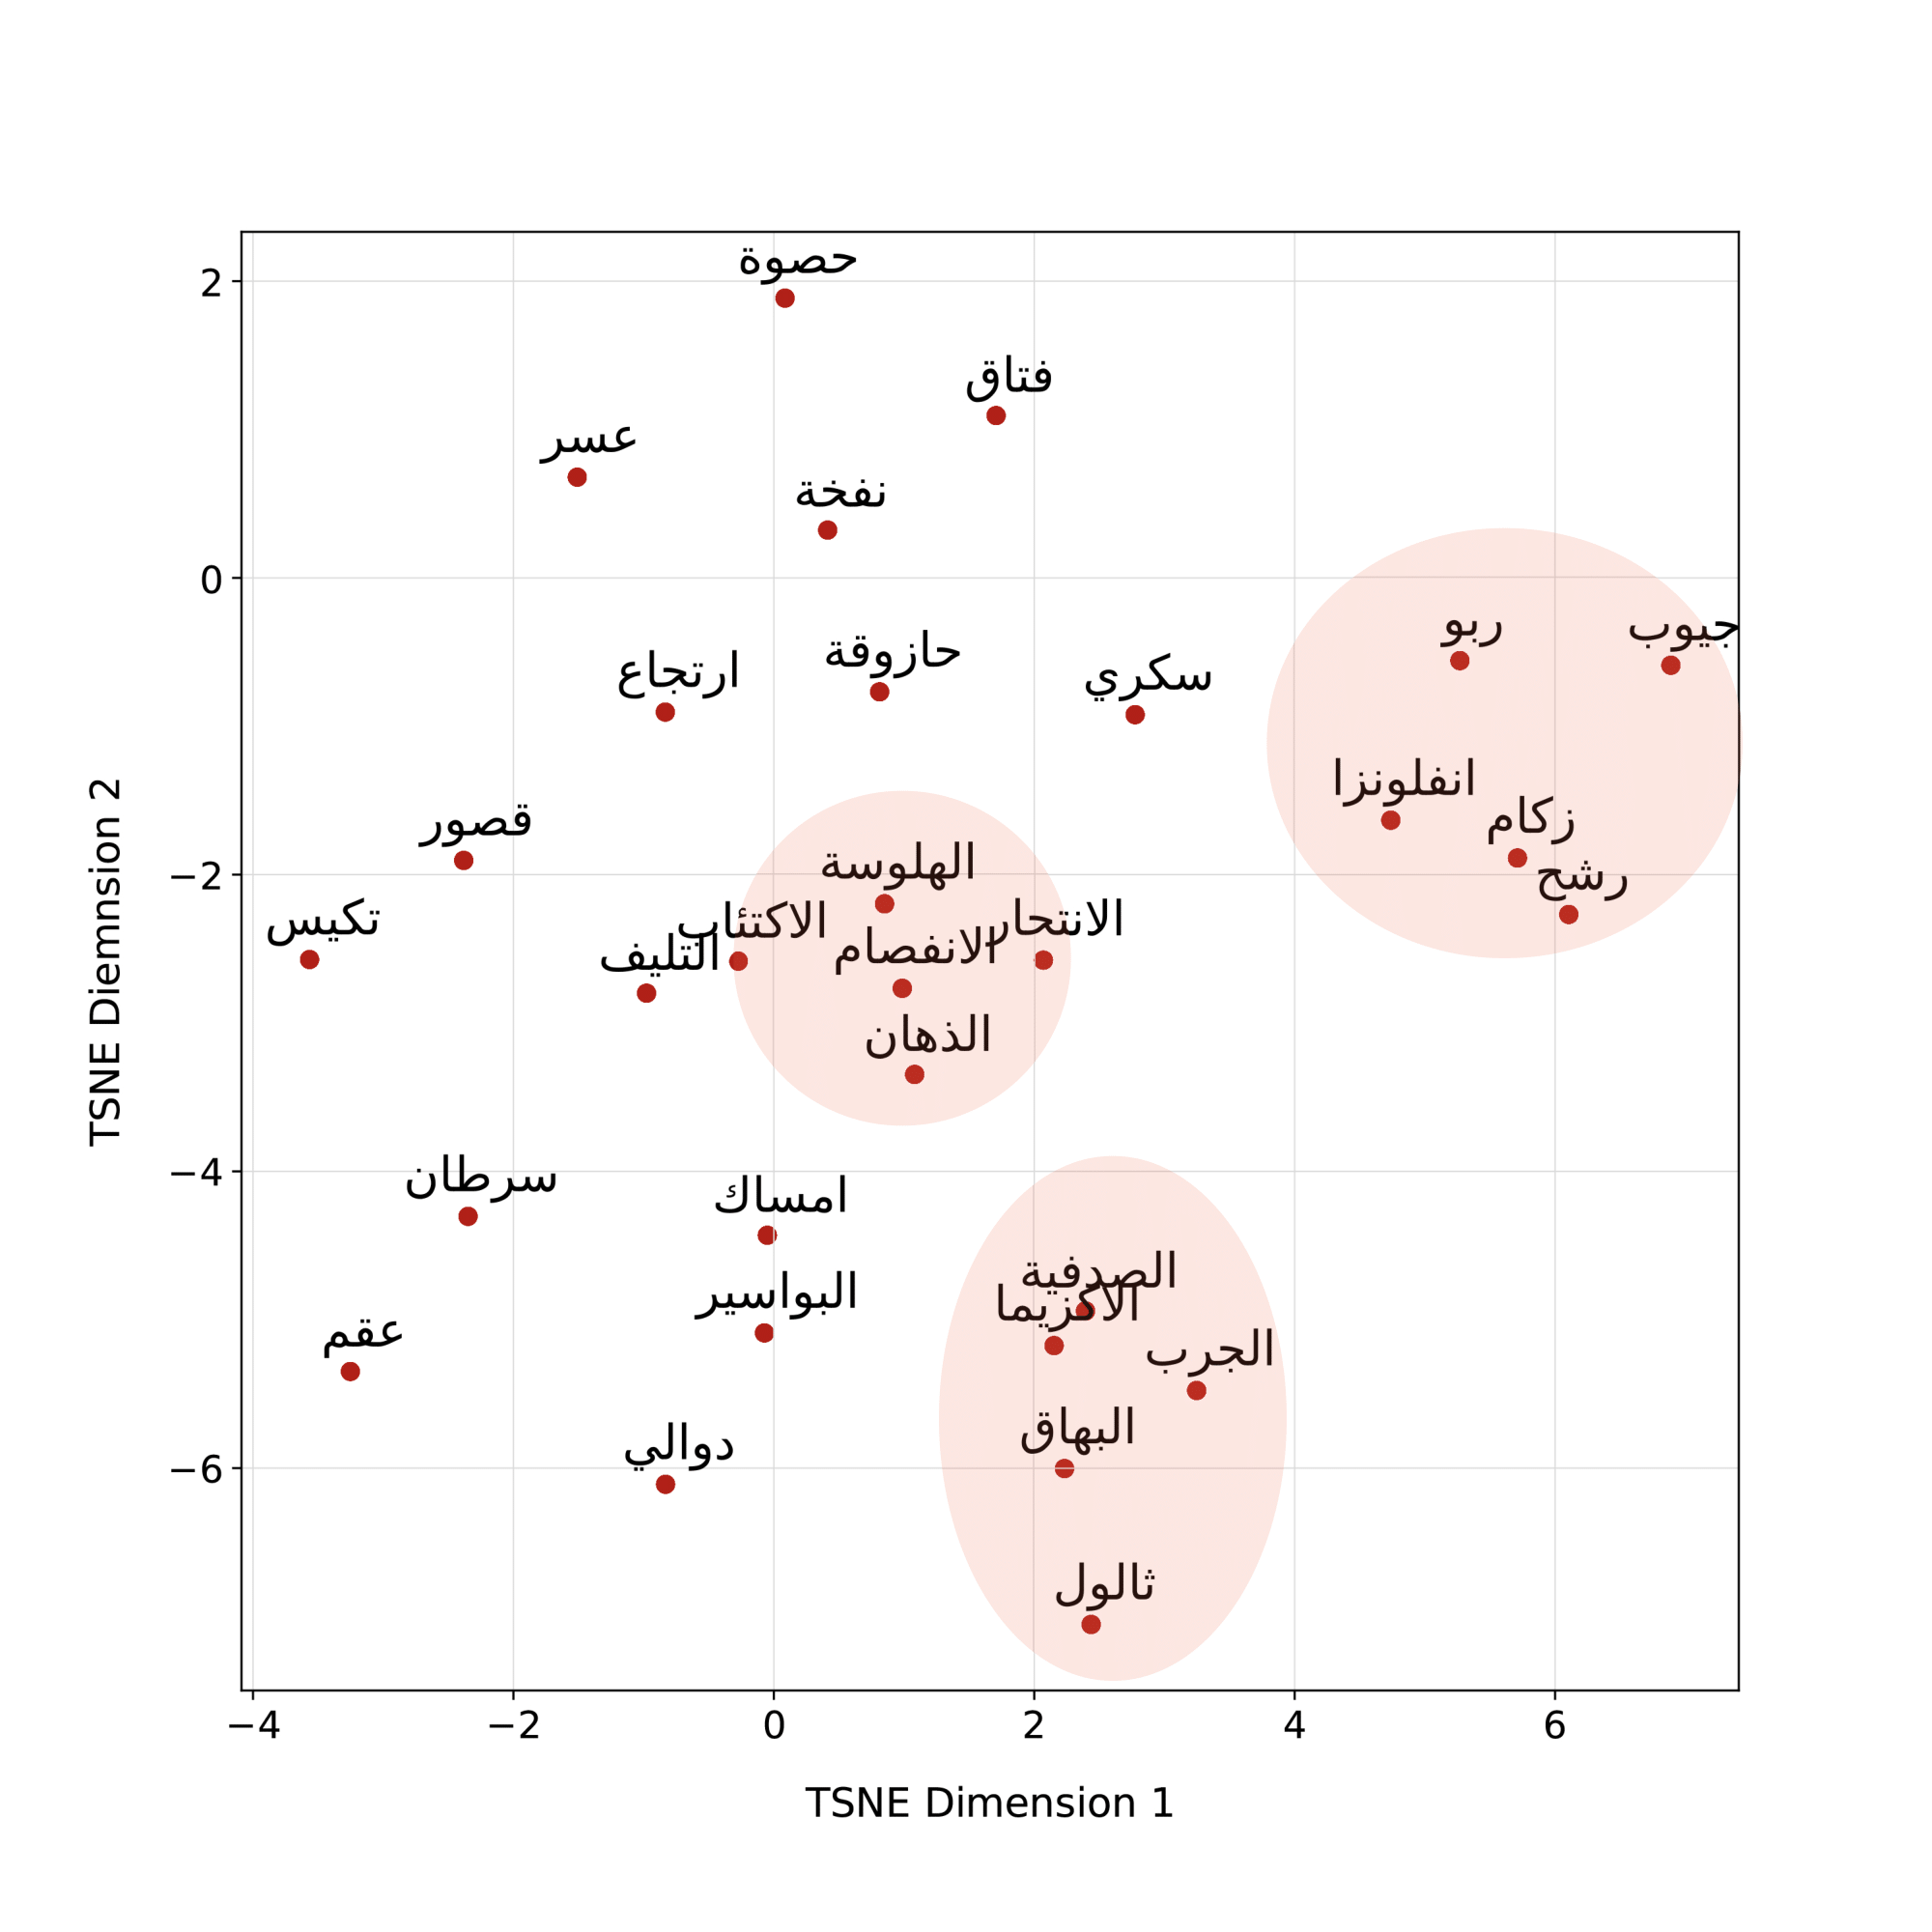 حصوة
فتاق
عسر
نفخة
ربو
جيوب
حازوقة
ارتجاع
سكري
انفلونزا
زكام
قصور
رشح
الهلوسة
تكيس
الاكتئاب
الانتحار
التليف
الانفصام
الذهان
سرطان
امساك
الصدفية
البواسير
الاكزيما
عقم
الجرب
البهاق
دوالي
ثالول
2
0
−2
−4
−6
−4
−2
0
2
4
6
TSNE Dimension 1
TSNE Diemnsion 2